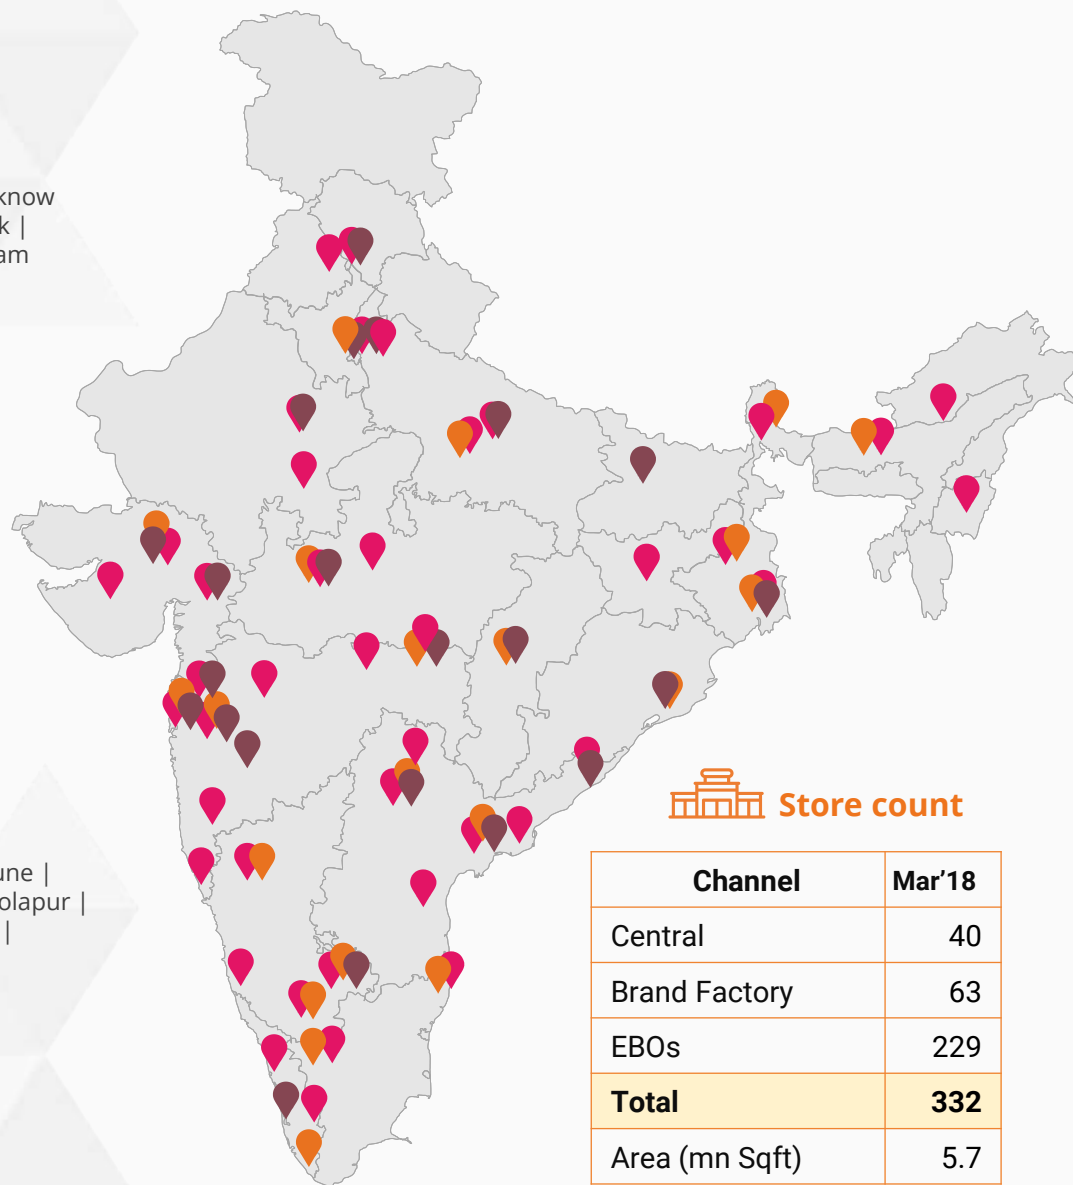 know
k |
am
une |
olapur |
|
Store count
Channel Mar’18
Central 40
Brand Factory 63
EBOs 229
Total 332
Area (mn Sqft) 5.7